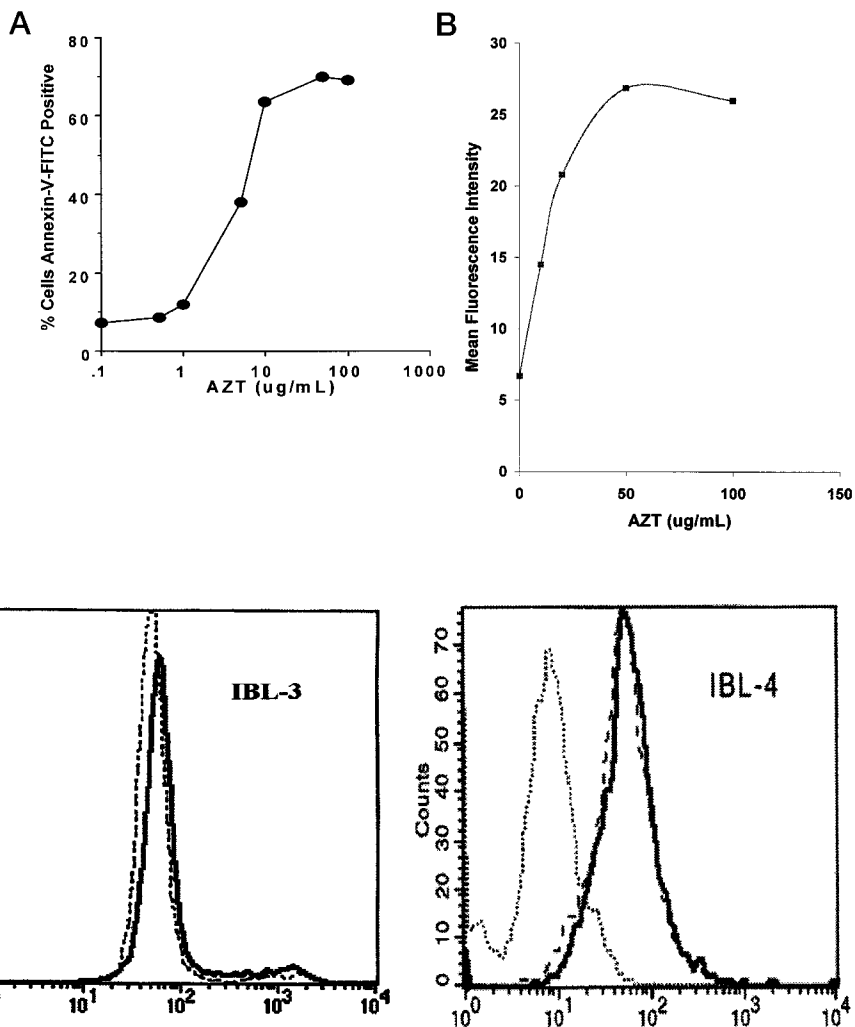 A
% Cells Annexin-V-FITC Positive
80
60
40
20
0
.1 1 10 100 1000
AZT (ug/mL)
B
Mean Fluorescence Intensity
30
25
20
15
10
5
0
0 50 100 150
AZT (ug/mL)
IBL-3
10¹ 10² 10³ 10⁴
IBL-4
Counts
70
60
50
40
30
20
10
0
10⁰ 10¹ 10² 10³ 10⁴